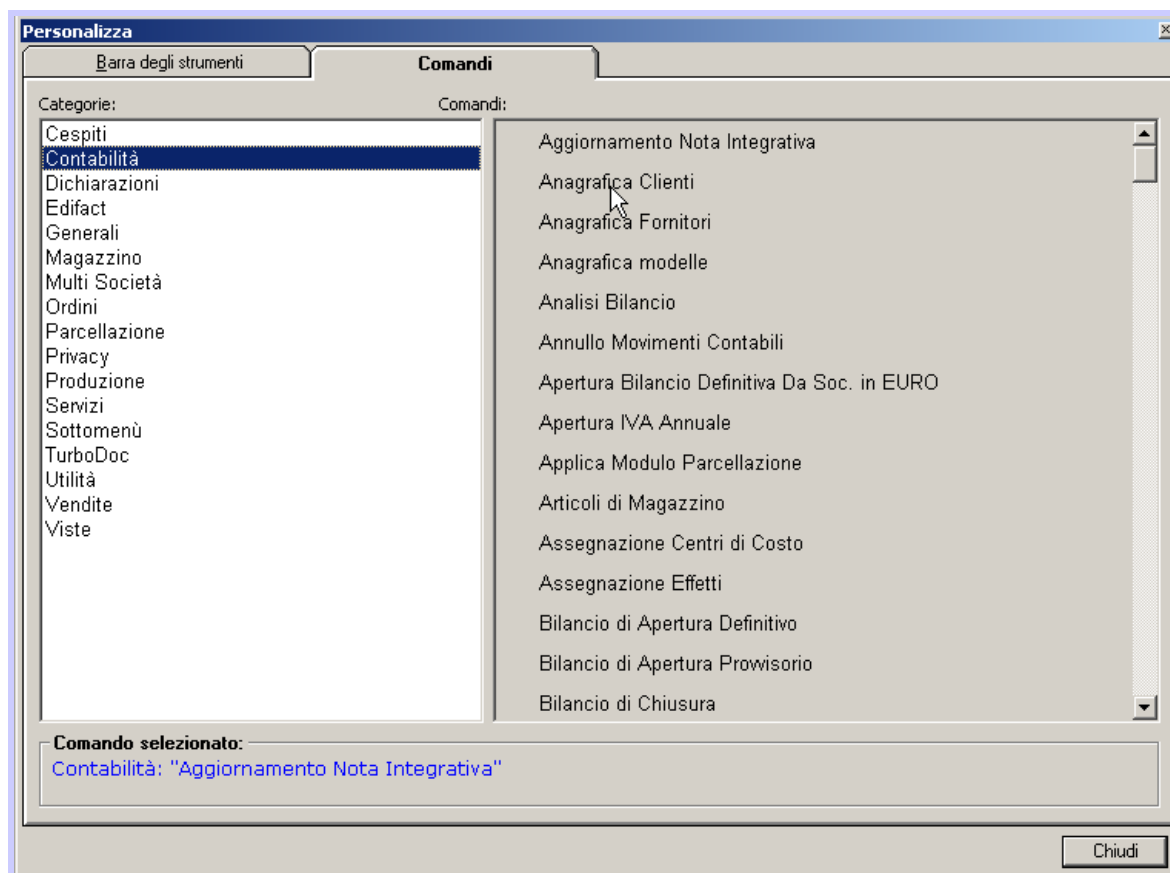 Personalizza
Barra degli strumenti
Comandi
Categorie:
Comandi:
Cespiti
Contabilità
Dichiarazioni
Edifact
Generali
Magazzino
Multi Società
Ordini
Parcellazione
Privacy
Produzione
Servizi
Sottomenù
TurboDoc
Utilità
Vendite
Viste
Aggiornamento Nota Integrativa
Anagrafica Clienti
Anagrafica Fornitori
Anagrafica modelle
Analisi Bilancio
Annullo Movimenti Contabili
Apertura Bilancio Definitiva Da Soc. in EURO
Apertura IVA Annuale
Applica Modulo Parcellazione
Articoli di Magazzino
Assegnazione Centri di Costo
Assegnazione Effetti
Bilancio di Apertura Definitivo
Bilancio di Apertura Provvisorio
Bilancio di Chiusura
Comando selezionato:
Contabilità: "Aggiornamento Nota Integrativa"
Chiudi